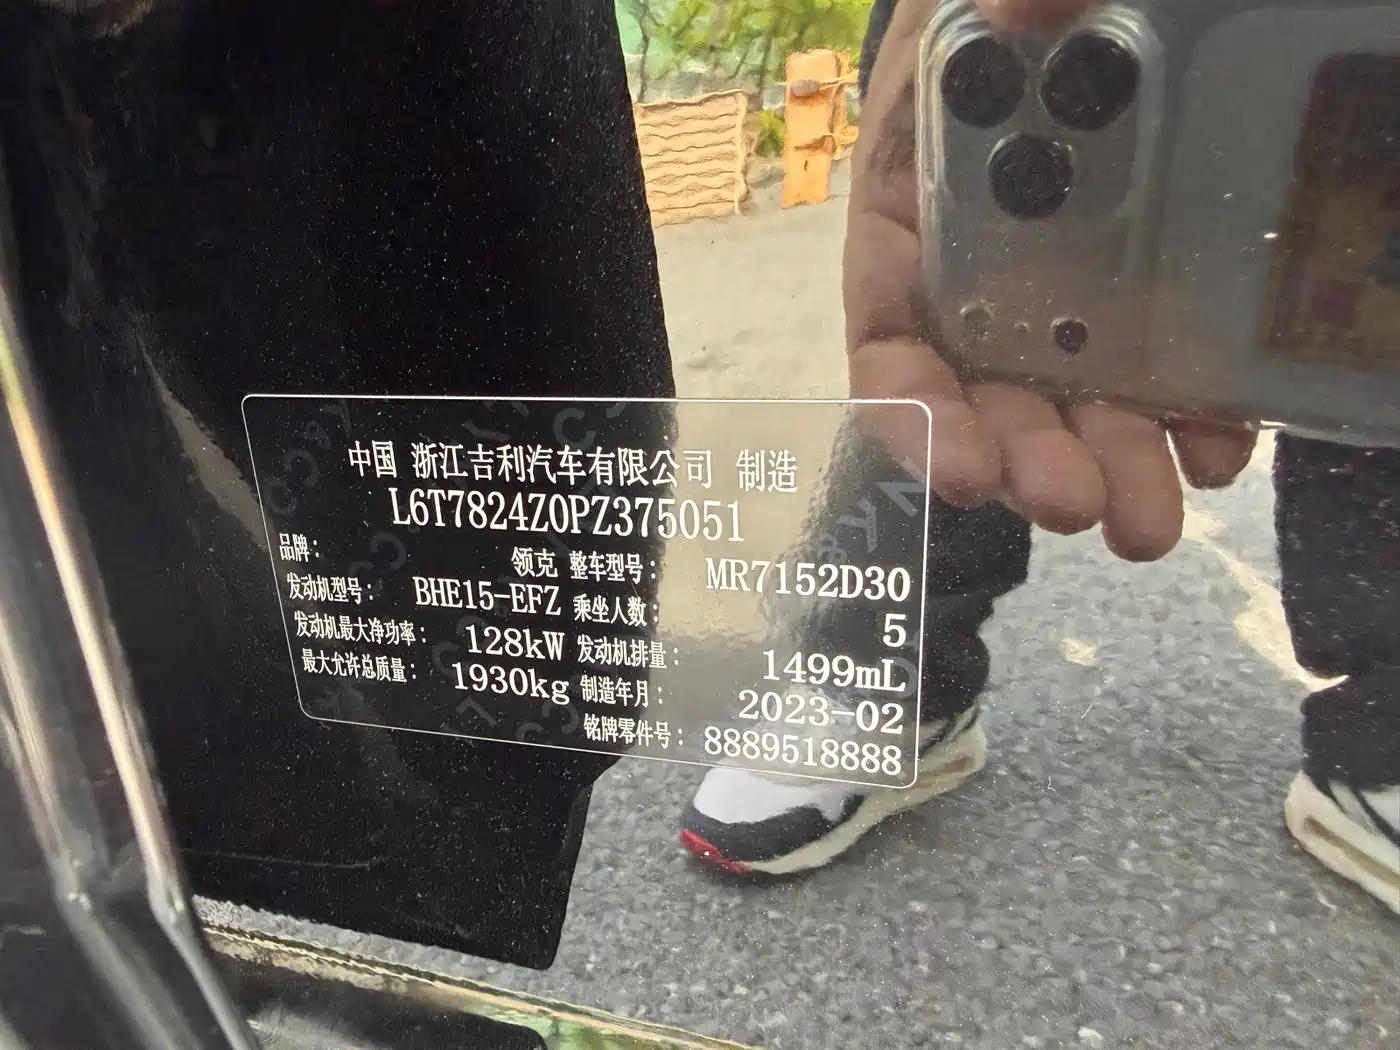 中国 浙江吉利汽车有限公司 制造
L6T7824Z0PZ375051
品牌: 领克 整车型号: MR7152D30
发动机型号: BHE15-EFZ 乘坐人数: 5
发动机最大净功率: 128kW 发动机排量: 1499mL
最大允许总质量: 1930kg 制造年月: 2023-02
铭牌零件号: 8889518888